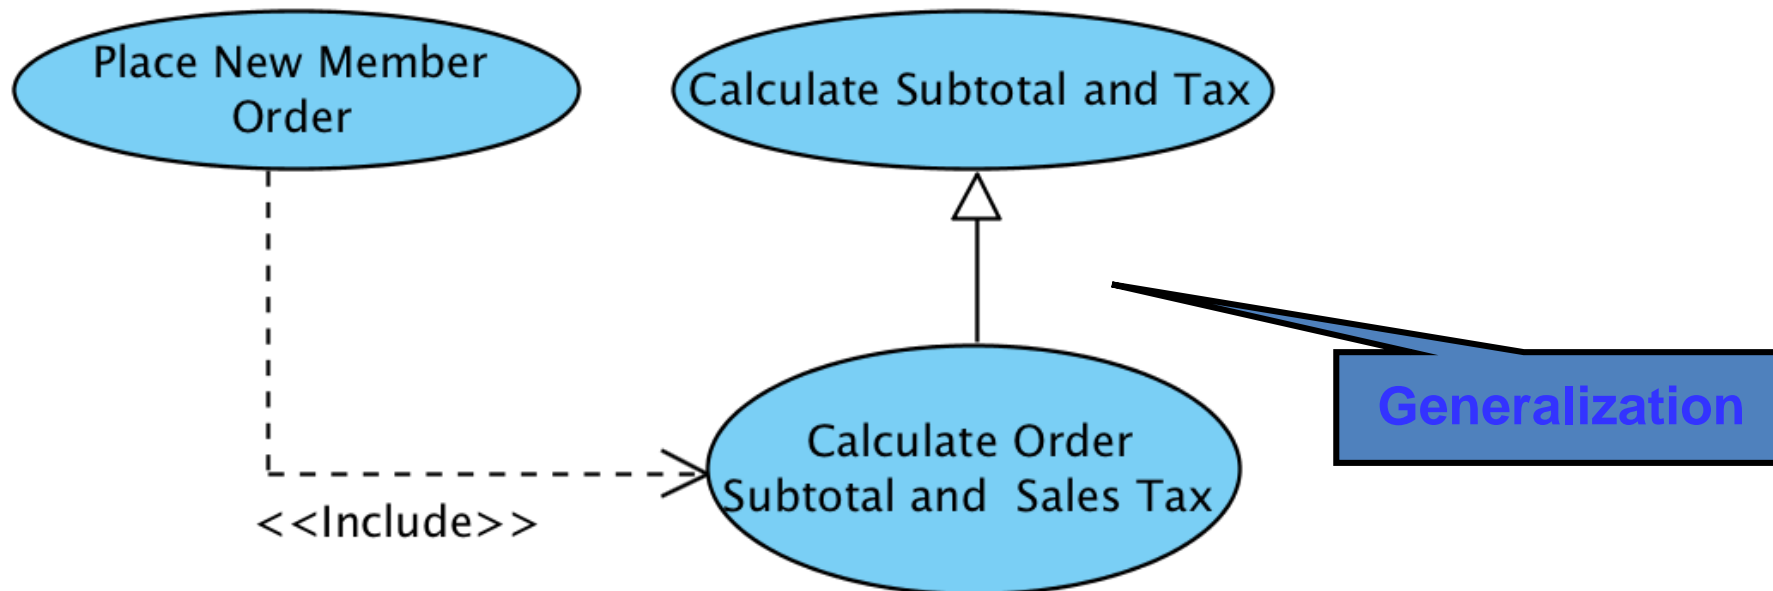 Place New Member
Order
Calculate Subtotal and Tax
Generalization
Calculate Order
Subtotal and  Sales Tax
<<Include>>